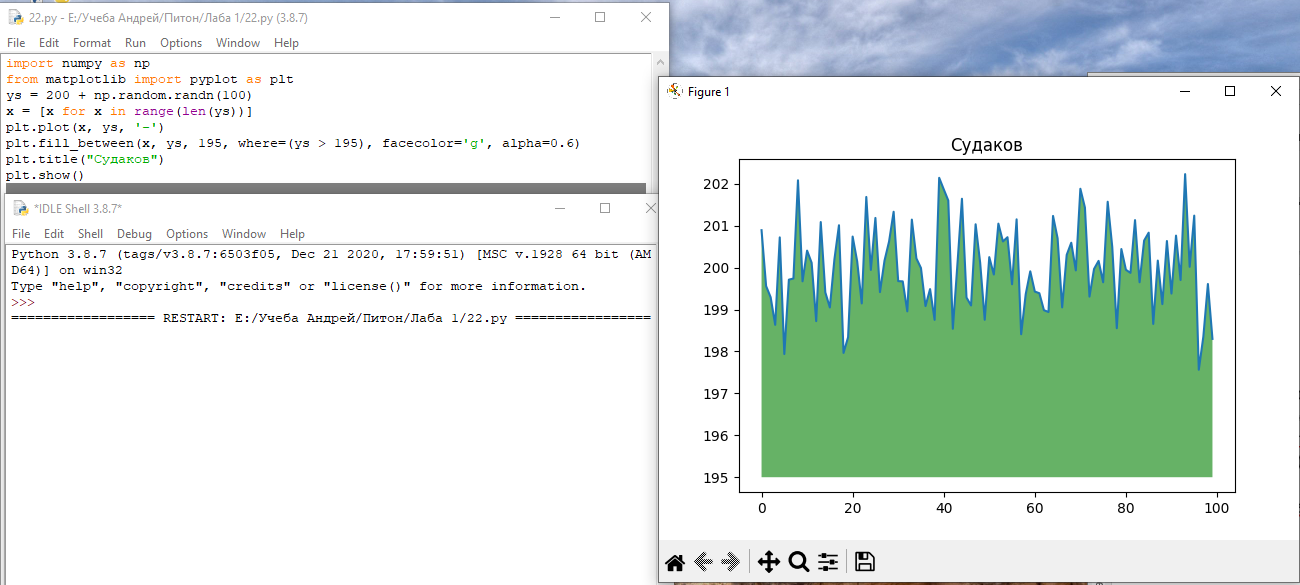 22.py - E:/Учеба Андрей/Питон/Лаба 1/22.py (3.8.7)
File Edit Format Run Options Window Help
import numpy as np
from matplotlib import pyplot as plt
ys = 200 + np.random.randn(100)
x = [x for x in range(len(ys))]
plt.plot(x, ys, '-')
plt.fill_between(x, ys, 195, where=(ys > 195), facecolor='g', alpha=0.6)
plt.title("Судаков")
plt.show()
*IDLE Shell 3.8.7*
File Edit Shell Debug Options Window Help
Python 3.8.7 (tags/v3.8.7:6503f05, Dec 21 2020, 17:59:51) [MSC v.1928 64 bit (AM
D64)] on win32
Type "help", "copyright", "credits" or "license()" for more information.
>>>
================== RESTART: E:/Учеба Андрей/Питон/Лаба 1/22.py =================
Figure 1
Судаков
202
201
200
199
198
197
196
195
0 20 40 60 80 100